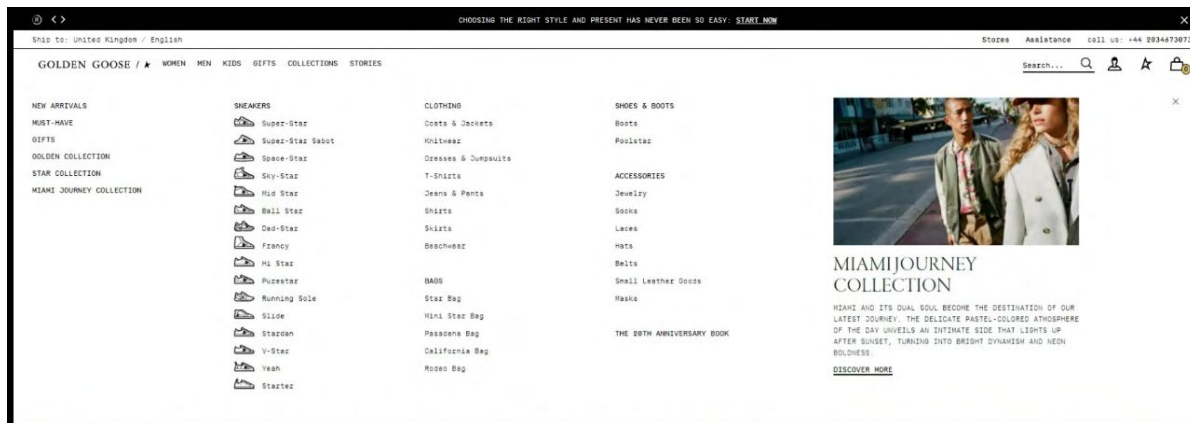 CHOOSING THE RIGHT STYLE AND PRESENT HAS NEVER BEEN SO EASY: START NOW
Ship to: United Kingdom / English
Stores Assistance call us: +44 2034673073
GOLDEN GOOSE / WOMEN MEN KIDS GIFTS COLLECTIONS STORIES
Search...
0
NEW ARRIVALS
MUST-HAVE
GIFTS
GOLDEN COLLECTION
STAR COLLECTION
MIAMI JOURNEY COLLECTION
SNEAKERS
Super-Star
Super-Star Sabot
Space-Star
Sky-Star
Mid Star
Ball Star
Dad-Star
Francy
Hi Star
Purestar
Running Sole
Slide
Stardan
V-Star
Yeah
Starter
CLOTHING
Coats & Jackets
Knitwear
Dresses & Jumpsuits
T-Shirts
Jeans & Pants
Shirts
Skirts
Beachwear
BAGS
Star Bag
Mini Star Bag
Pasadena Bag
California Bag
Rodeo Bag
SHOES & BOOTS
Boots
Poolstar
ACCESSORIES
Jewelry
Socks
Laces
Hats
Belts
Small Leather Goods
Masks
THE 20TH ANNIVERSARY BOOK
MIAMI JOURNEY
COLLECTION
MIAMI AND ITS DUAL SOUL BECOME THE DESTINATION OF OUR
LATEST JOURNEY. THE DELICATE PASTEL-COLORED ATMOSPHERE
OF THE DAY UNVEILS AN INTIMATE SIDE THAT LIGHTS UP
AFTER SUNSET, TURNING INTO BRIGHT DYNAMISM AND NEON
BOLDNESS.
DISCOVER MORE